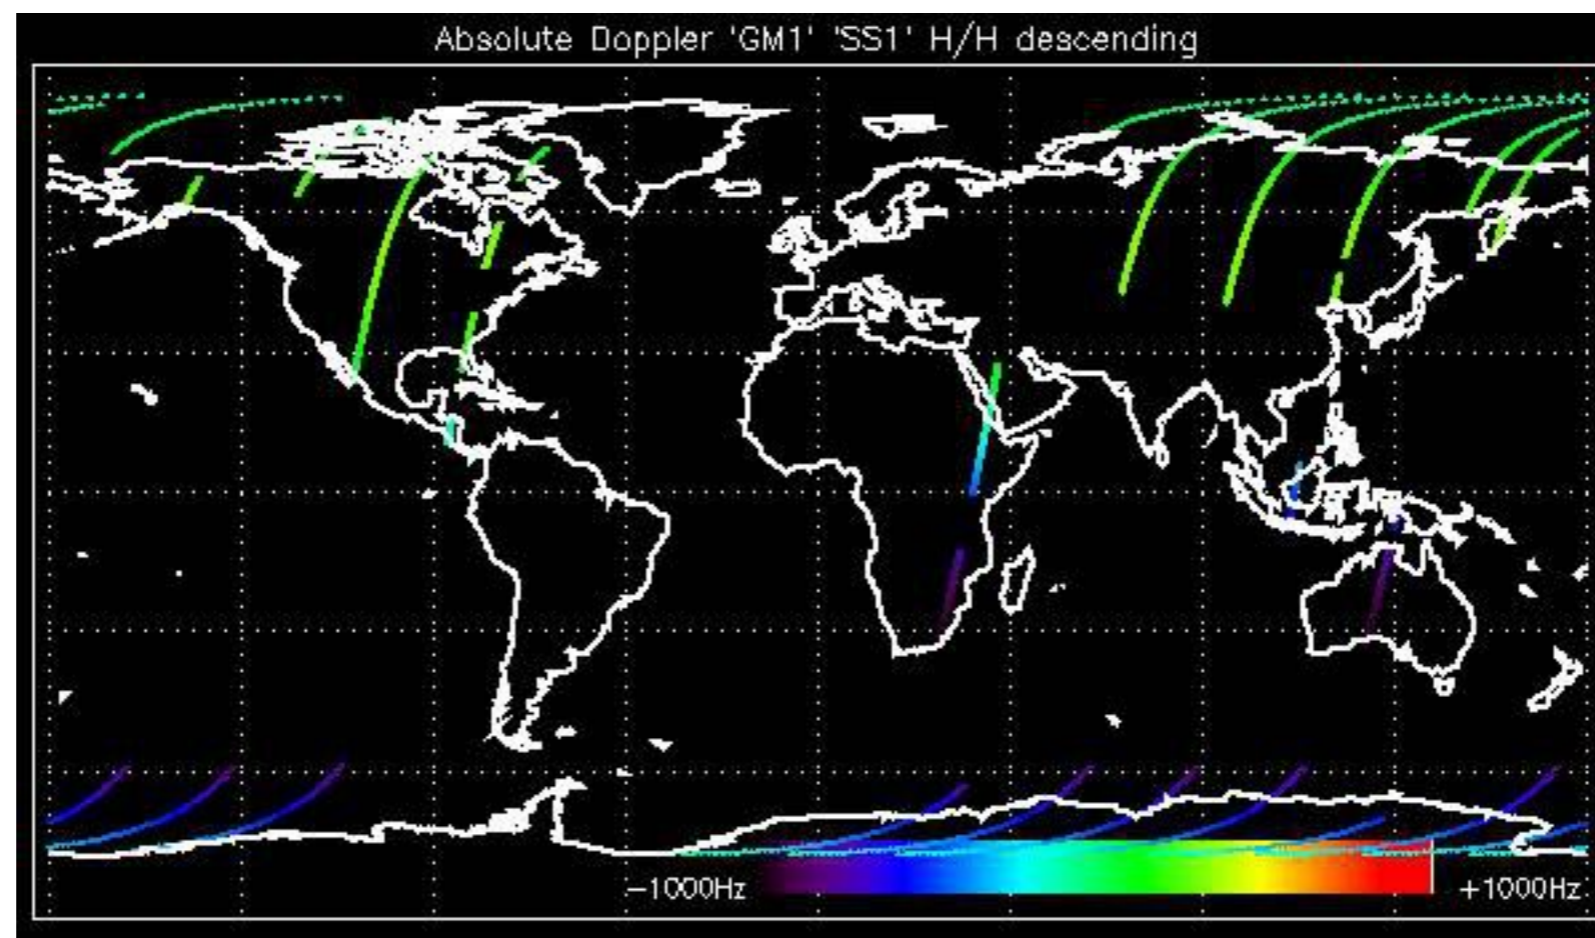 Absolute Doppler 'GM1' 'SS1' H/H descending
−1000Hz +1000Hz